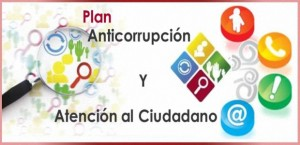 Plan
Anticorrupción
Y
Atención al Ciudadano